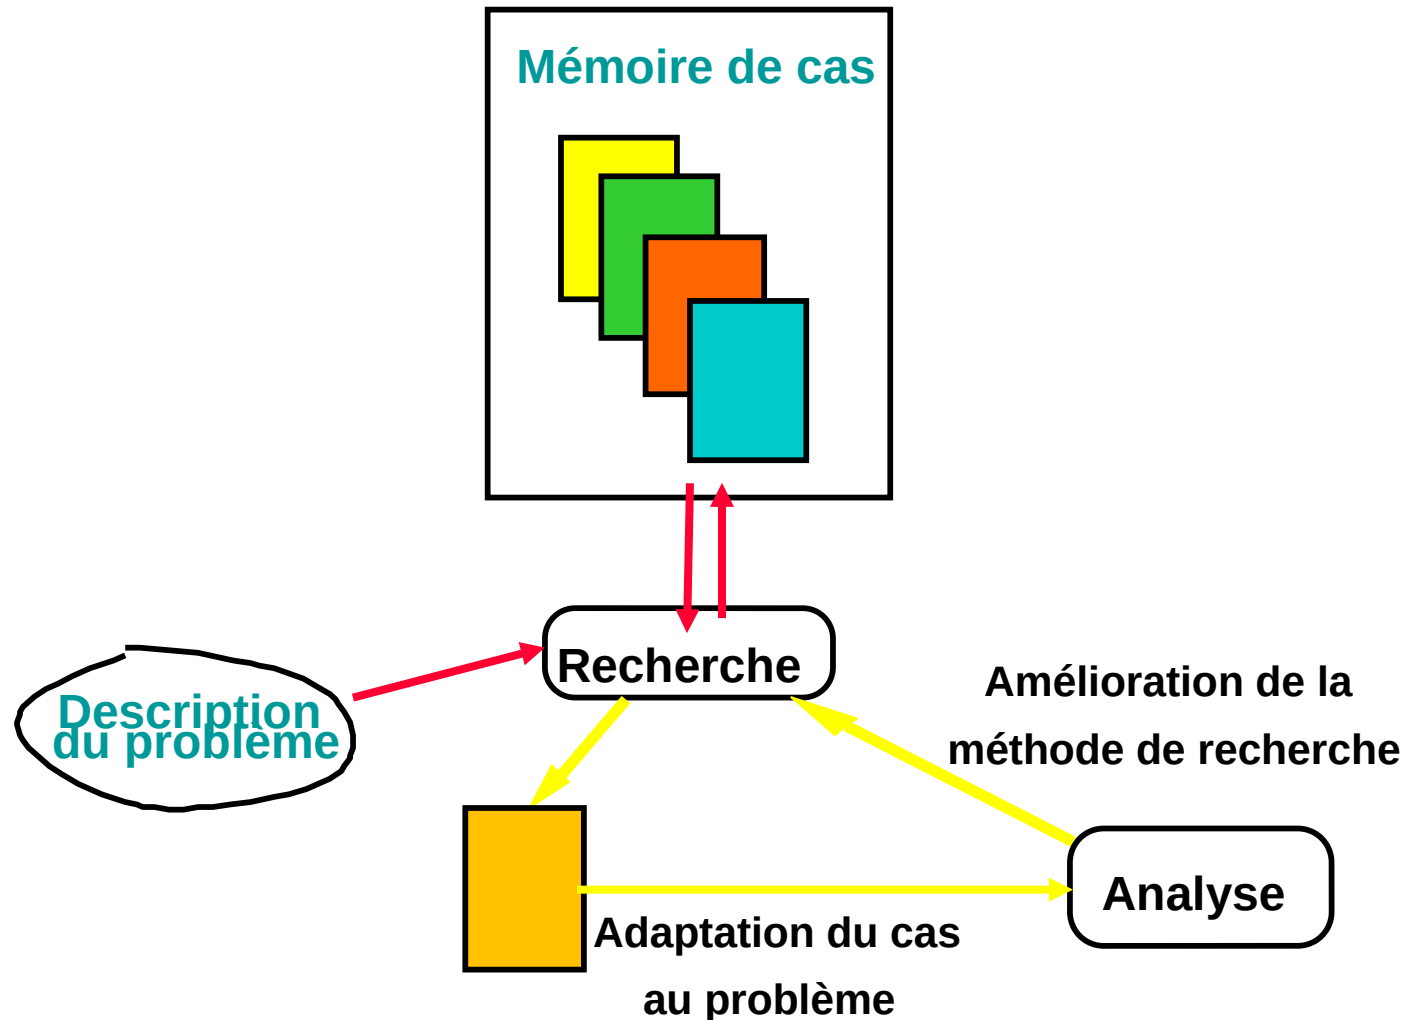 Mémoire de cas
Recherche
Description
du problème
Amélioration de la
méthode de recherche
Analyse
Adaptation du cas
au problème